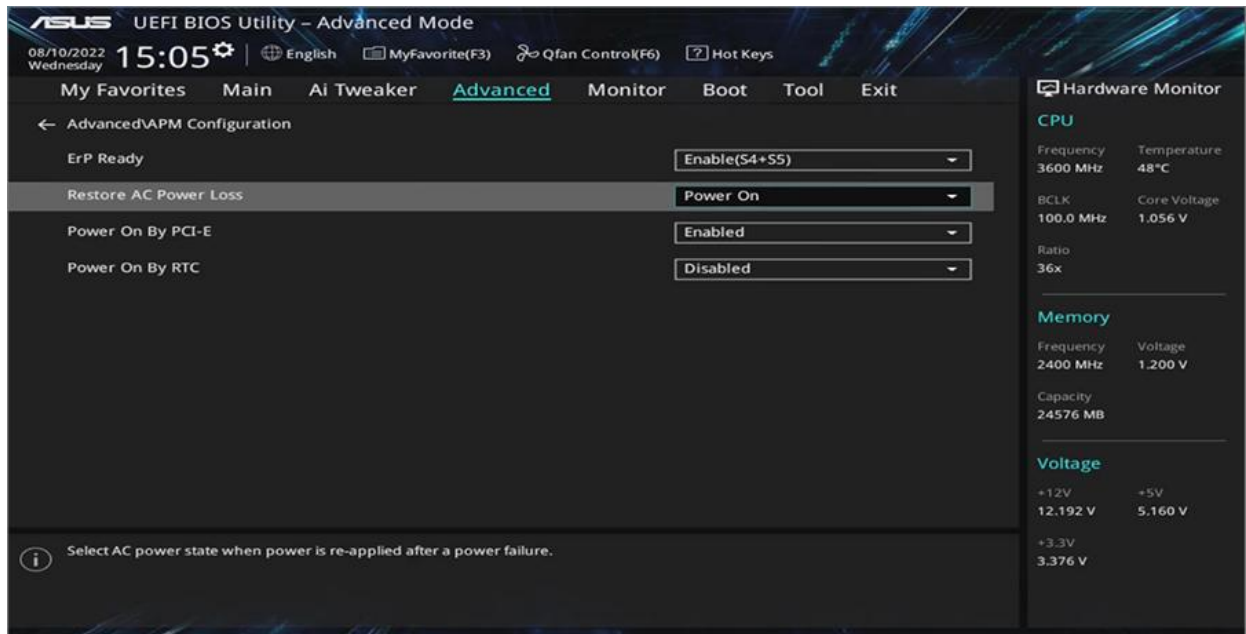 ASUS UEFI BIOS Utility – Advanced Mode
08/10/2022 Wednesday 15:05 English MyFavorite(F3) Qfan Control(F6) ? Hot Keys
My Favorites Main Ai Tweaker Advanced Monitor Boot Tool Exit
← Advanced\APM Configuration
ErP Ready Enable(S4+S5)
Restore AC Power Loss Power On
Power On By PCI-E Enabled
Power On By RTC Disabled
i Select AC power state when power is re-applied after a power failure.
Hardware Monitor
CPU
Frequency Temperature
3600 MHz 48°C
BCLK Core Voltage
100.0 MHz 1.056 V
Ratio
36x
Memory
Frequency Voltage
2400 MHz 1.200 V
Capacity
24576 MB
Voltage
+12V +5V
12.192 V 5.160 V
+3.3V
3.376 V